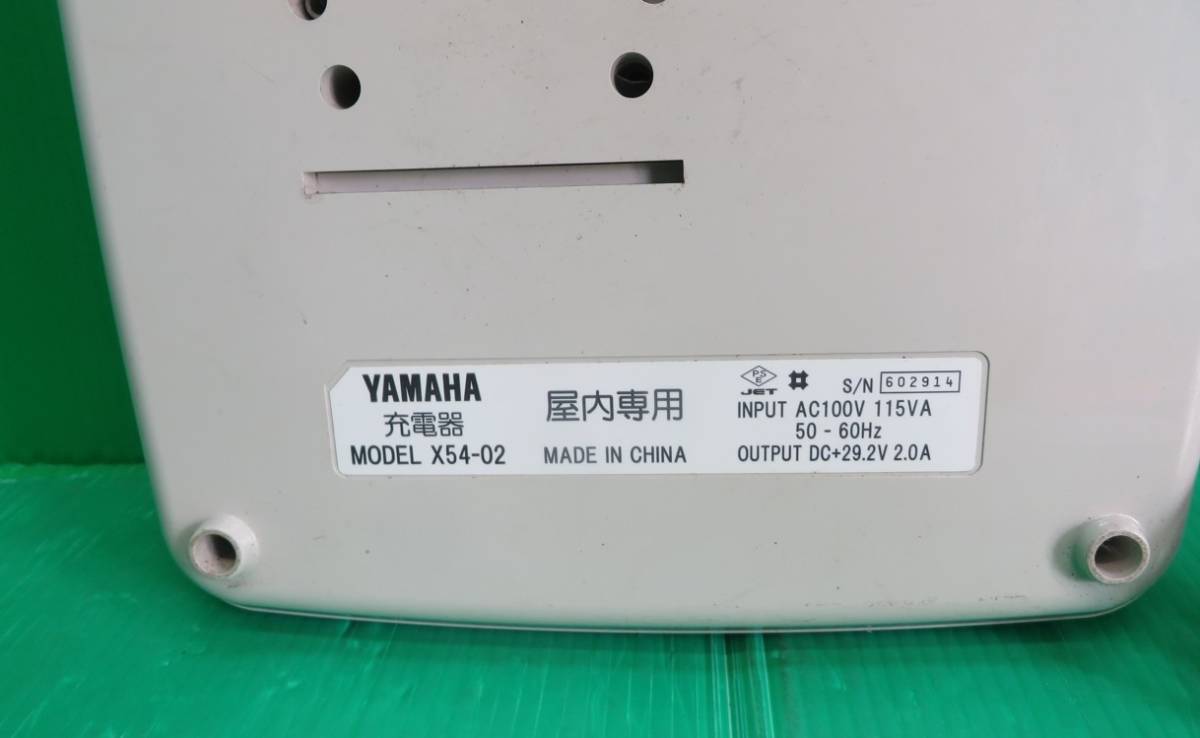 YAMAHA
充電器
MODEL X54-02
屋内専用
MADE IN CHINA
PS
E
JET
S/N 602914
INPUT AC100V 115VA
50 - 60Hz
OUTPUT DC+29.2V 2.0A